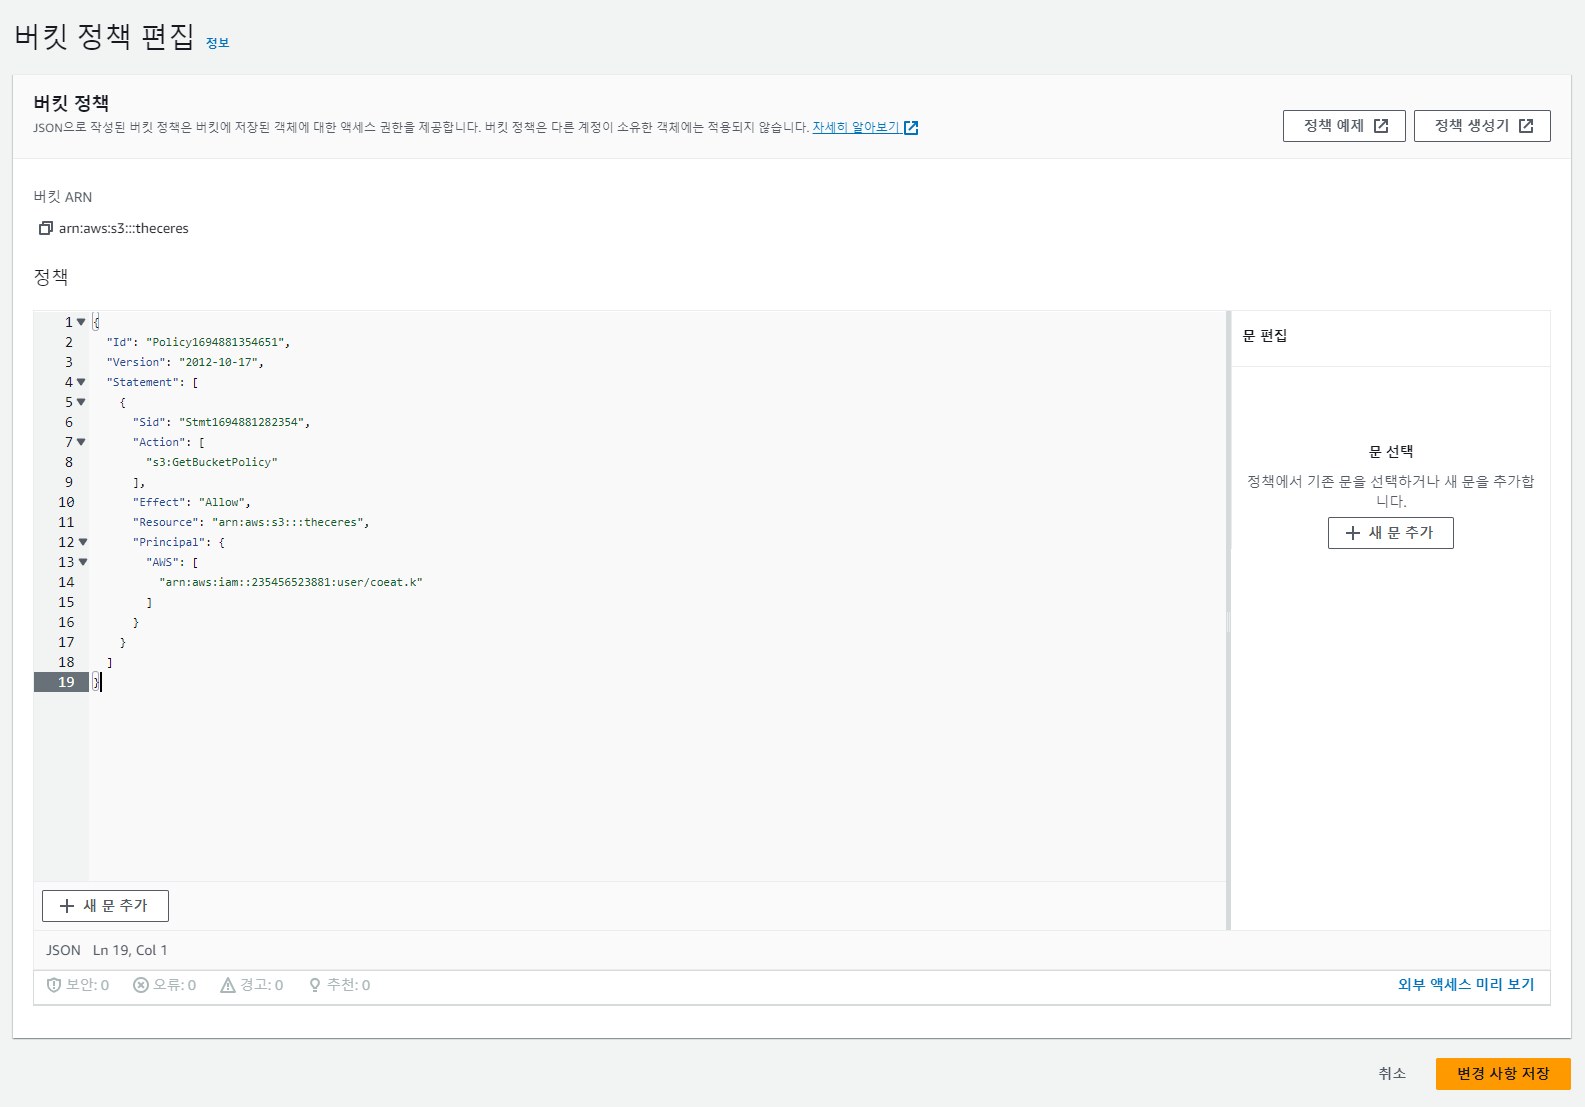 버킷 정책 편집 정보
버킷 정책
JSON으로 작성된 버킷 정책은 버킷에 저장된 객체에 대한 액세스 권한을 제공합니다. 버킷 정책은 다른 계정이 소유한 객체에는 적용되지 않습니다. 자세히 알아보기
정책 예제
정책 생성기
버킷 ARN
arn:aws:s3:::theceres
정책
1 {
2 "Id": "Policy1694881354651",
3 "Version": "2012-10-17",
4 "Statement": [
5 {
6 "Sid": "Stmt1694881282354",
7 "Action": [
8 "s3:GetBucketPolicy"
9 ],
10 "Effect": "Allow",
11 "Resource": "arn:aws:s3:::theceres",
12 "Principal": {
13 "AWS": [
14 "arn:aws:iam::235456523881:user/coeat.k"
15 ]
16 }
17 }
18 ]
19 }
문 편집
문 선택
정책에서 기존 문을 선택하거나 새 문을 추가합
니다.
새 문 추가
새 문 추가
JSON Ln 19, Col 1
보안: 0 오류: 0 경고: 0 추천: 0
외부 액세스 미리 보기
취소
변경 사항 저장